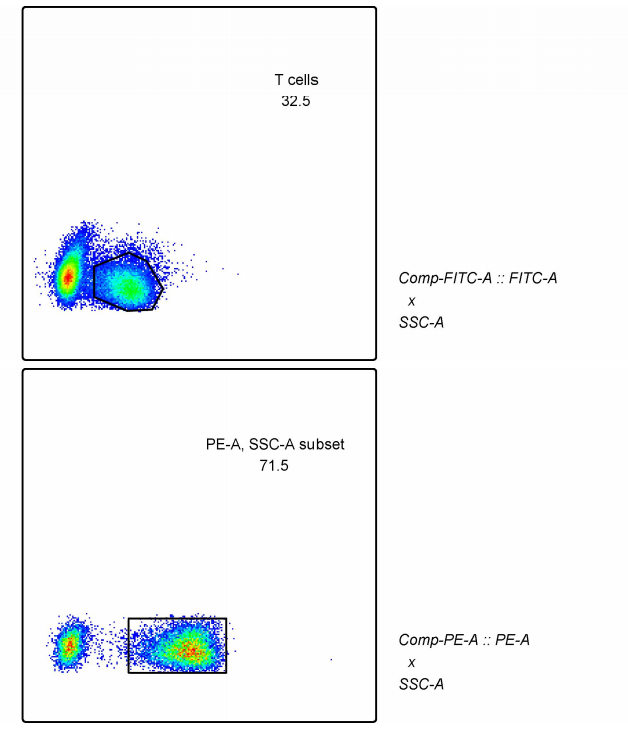 T cells
32.5
Comp-FITC-A :: FITC-A
x
SSC-A
PE-A, SSC-A subset
71.5
Comp-PE-A :: PE-A
x
SSC-A